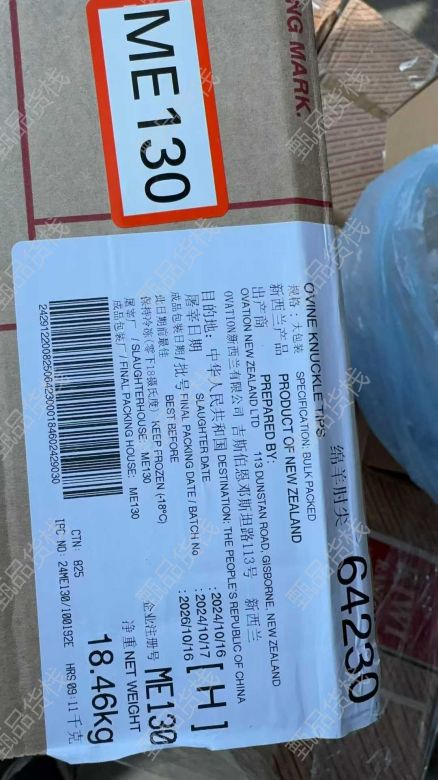 NG MARK.
ME130
OVINE KNUCKLE TIPS 绵羊肘尖 64230
规格: 大包装 SPECIFICATION: BULK PACKED
新西兰产品 PRODUCT OF NEW ZEALAND
出产商 PREPARED BY:
OVATION NEW ZEALAND LTD 113 DUNSTAN ROAD, GISBORNE, NEW ZEALAND
OVATION新西兰有限公司 吉斯伯恩邓斯坦路113号 新西兰
目的地: 中华人民共和国 DESTINATION: THE PEOPLE'S REPUBLIC OF CHINA
屠宰日期 SLAUGHTER DATE :2024/10/16 [H]
成品包装日期/批号 FINAL PACKING DATE / BATCH No :2024/10/17
此日期前最佳 BEST BEFORE :2026/10/16
保持冷冻(零下18摄氏度) KEEP FROZEN (-18°C)
屠宰厂 / SLAUGHTERHOUSE: ME130 企业注册号 ME130
成品包装厂 / FINAL PACKING HOUSE: ME130 净重 NET WEIGHT
18.46kg 千克
CTN: 825
IPC NO: 24ME130/100192E HRS:09:11
甄品货栈